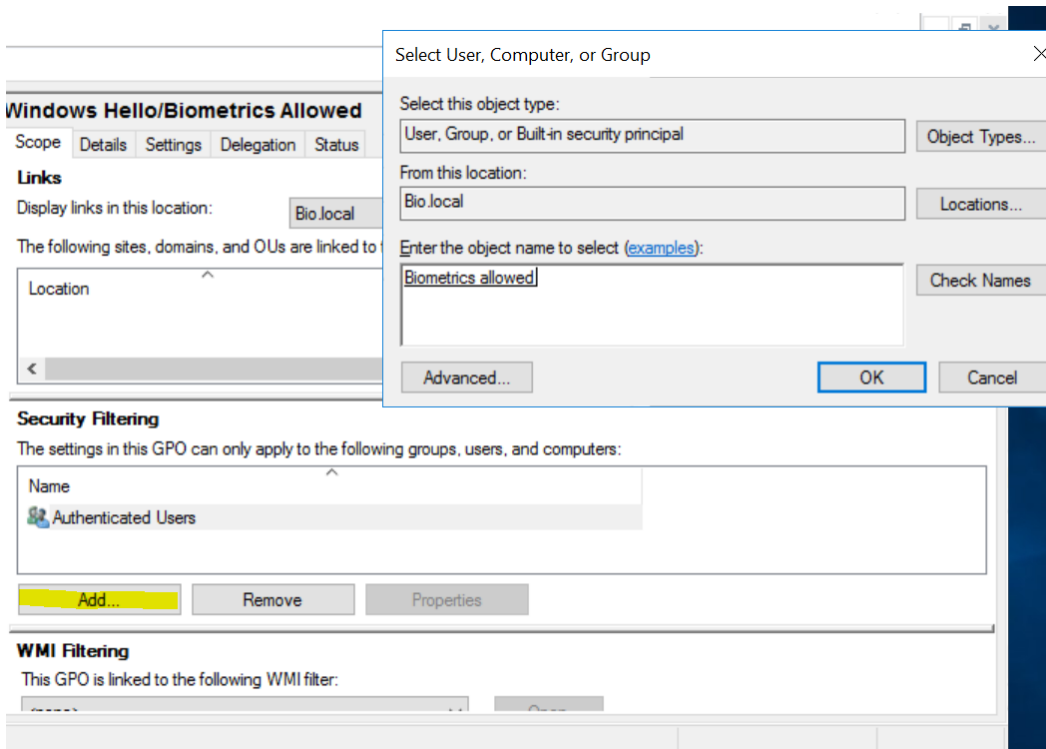 Select User, Computer, or Group
Select this object type:
User, Group, or Built-in security principal
Object Types...
From this location:
Bio.local
Locations...
Enter the object name to select (examples):
Biometrics allowed
Check Names
Advanced...
OK
Cancel
Windows Hello/Biometrics Allowed
Scope Details Settings Delegation Status
Links
Display links in this location:
Bio.local
The following sites, domains, and OUs are linked to
Location
Security Filtering
The settings in this GPO can only apply to the following groups, users, and computers:
Name
Authenticated Users
Add...
Remove
Properties
WMI Filtering
This GPO is linked to the following WMI filter:
<none>
Open